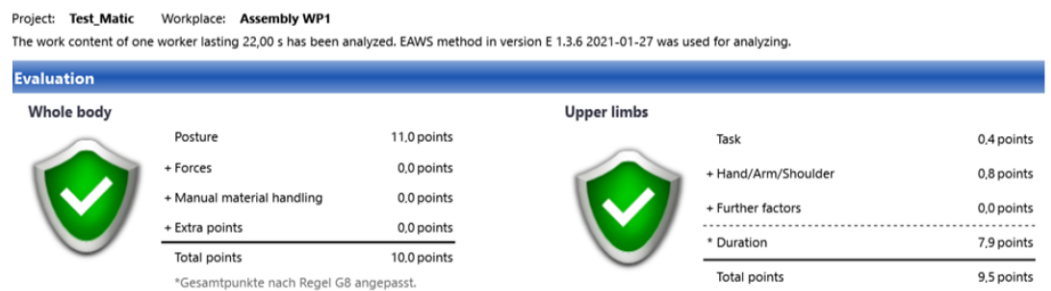 Project: Test_Matic Workplace: Assembly WP1
The work content of one worker lasting 22,00 s has been analyzed. EAWS method in version E 1.3.6 2021-01-27 was used for analyzing.
Evaluation
Whole body
Posture 11,0 points
+ Forces 0,0 points
+ Manual material handling 0,0 points
+ Extra points 0,0 points
Total points 10,0 points
*Gesamtpunkte nach Regel G8 angepasst.
Upper limbs
Task 0,4 points
+ Hand/Arm/Shoulder 0,8 points
+ Further factors 0,0 points
* Duration 7,9 points
Total points 9,5 points